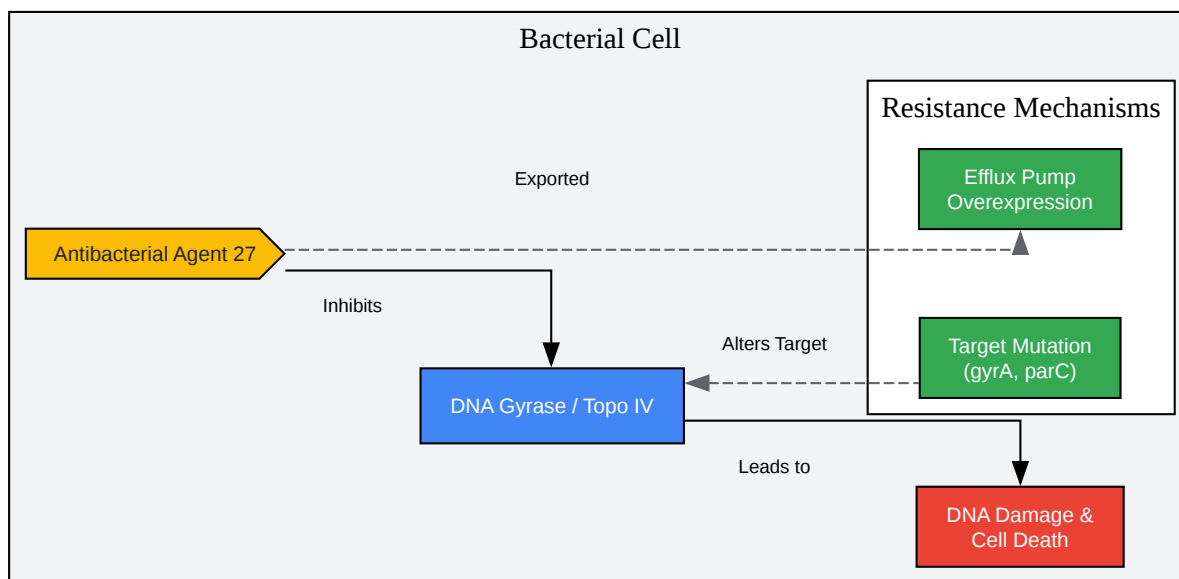 Bacterial Cell
Resistance Mechanisms
Efflux Pump
Overexpression
Exported
Antibacterial Agent 27
Inhibits
Alters Target
Target Mutation
(gyrA, parC)
DNA Gyrase / Topo IV
Leads to
DNA Damage &
Cell Death